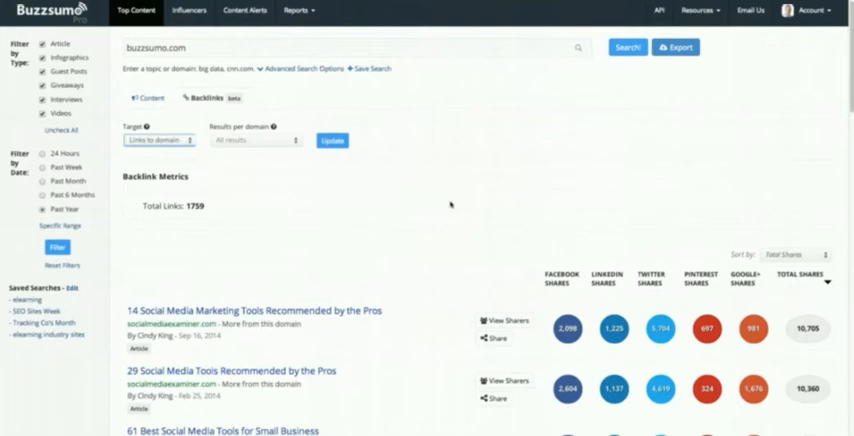 Buzzsumo Pro
Top Content Influencers Content Alerts Reports API Resources Email Us Account
Filter by Type:
Article
Infographics
Guest Posts
Giveaways
Interviews
Videos
Uncheck All
Filter by Date:
24 Hours
Past Week
Past Month
Past 6 Months
Past Year
Specific Range
Filter
Reset Filters
Saved Searches - Edit
- elearning
- SEO Sites Week
- Tracking Co's Month
- elearning industry sites
buzzsumo.com
Search! Export
Enter a topic or domain: big data, cnn.com. Advanced Search Options + Save Search
Content Backlinks beta
Target ? Results per domain ?
Links to domain All results Update
Backlink Metrics
Total Links: 1759
Sort by: Total Shares
FACEBOOK SHARES LINKEDIN SHARES TWITTER SHARES PINTEREST SHARES GOOGLE+ SHARES TOTAL SHARES
14 Social Media Marketing Tools Recommended by the Pros
socialmediaexaminer.com - More from this domain
By Cindy King - Sep 16, 2014
Article
View Sharers
Share
2,098 1,225 5,704 697 981 10,705
29 Social Media Tools Recommended by the Pros
socialmediaexaminer.com - More from this domain
By Cindy King - Feb 25, 2014
Article
View Sharers
Share
2,604 1,137 4,619 324 1,676 10,360
61 Best Social Media Tools for Small Business